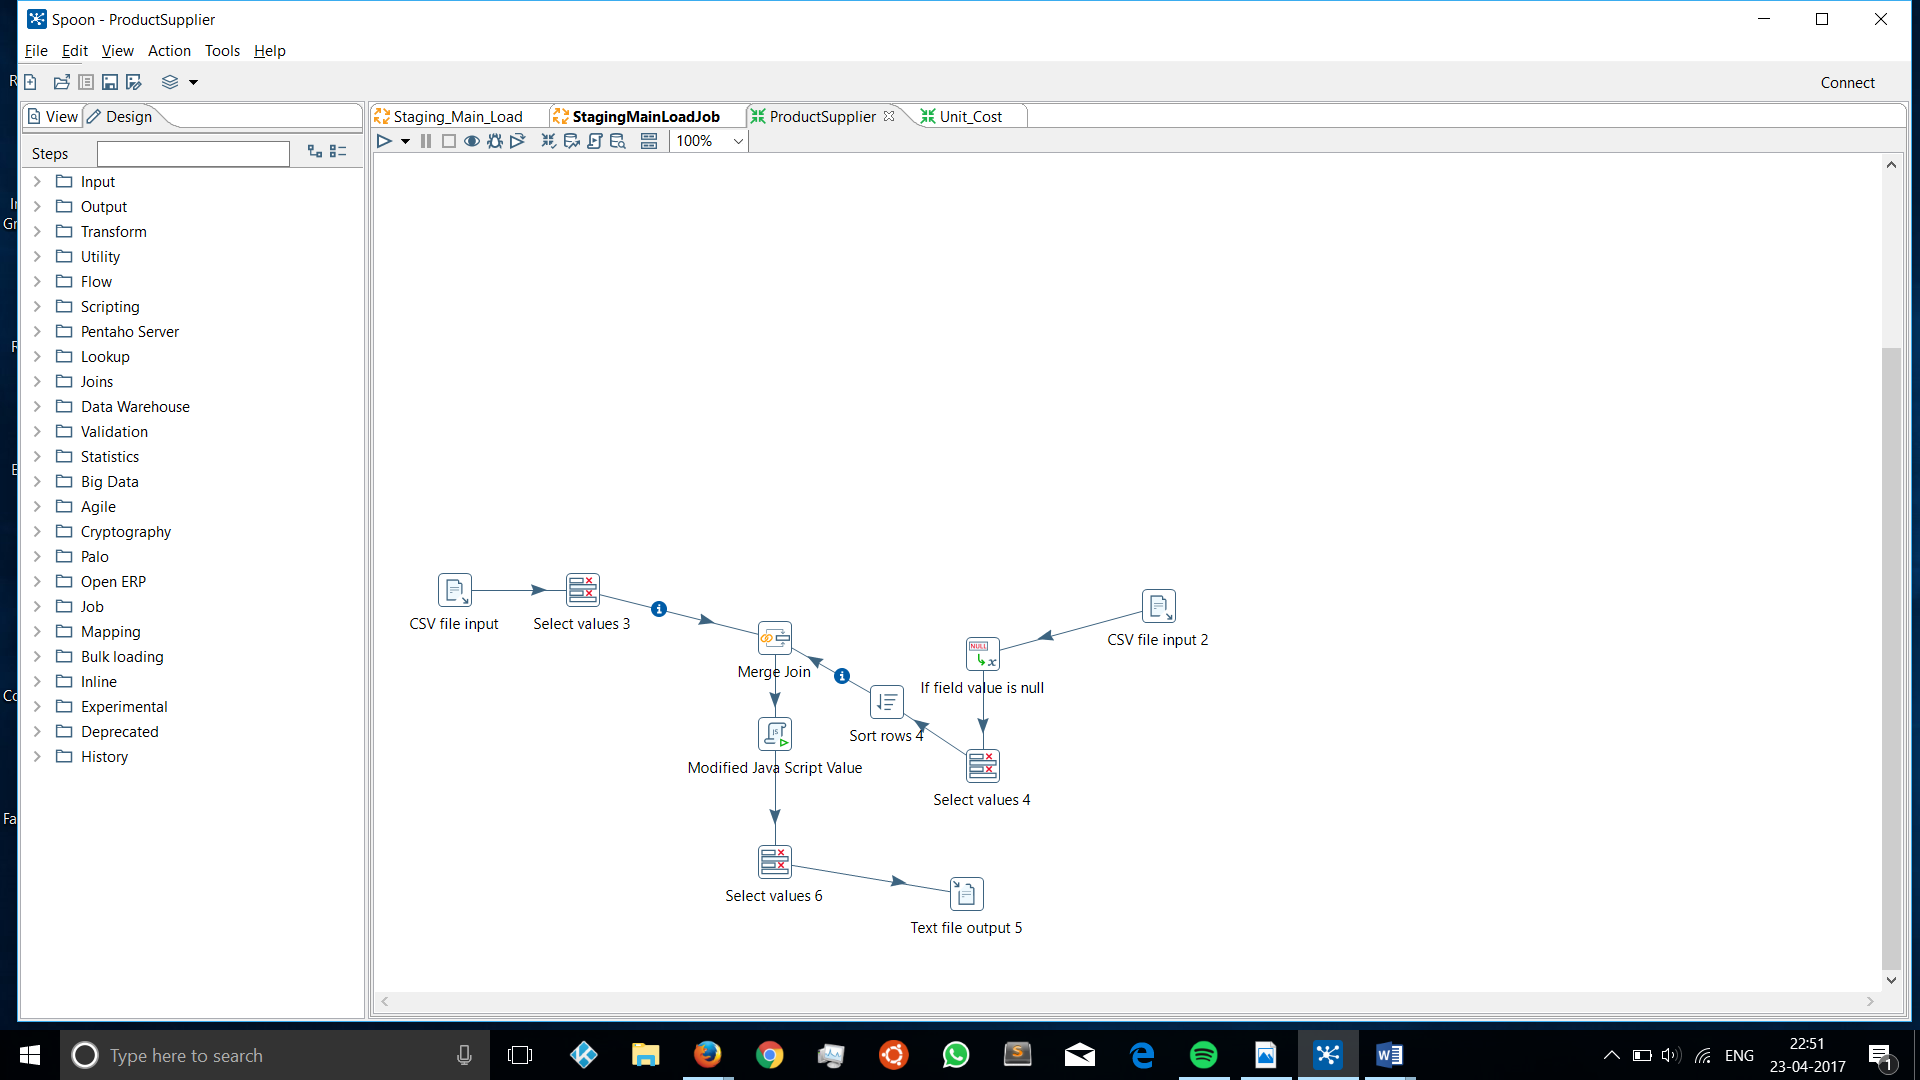 Spoon - ProductSupplier
File Edit View Action Tools Help
Connect
View Design
Staging_Main_Load StagingMainLoadJob ProductSupplier Unit_Cost
100%
Steps
Input
Output
Transform
Utility
Flow
Scripting
Pentaho Server
Lookup
Joins
Data Warehouse
Validation
Statistics
Big Data
Agile
Cryptography
Palo
Open ERP
Job
Mapping
Bulk loading
Inline
Experimental
Deprecated
History
CSV file input
Select values 3
CSV file input 2
Merge Join
NULL
If field value is null
Sort rows 4
JS
Modified Java Script Value
Select values 4
Select values 6
Text file output 5
Type here to search
ENG
22:51
23-04-2017
1